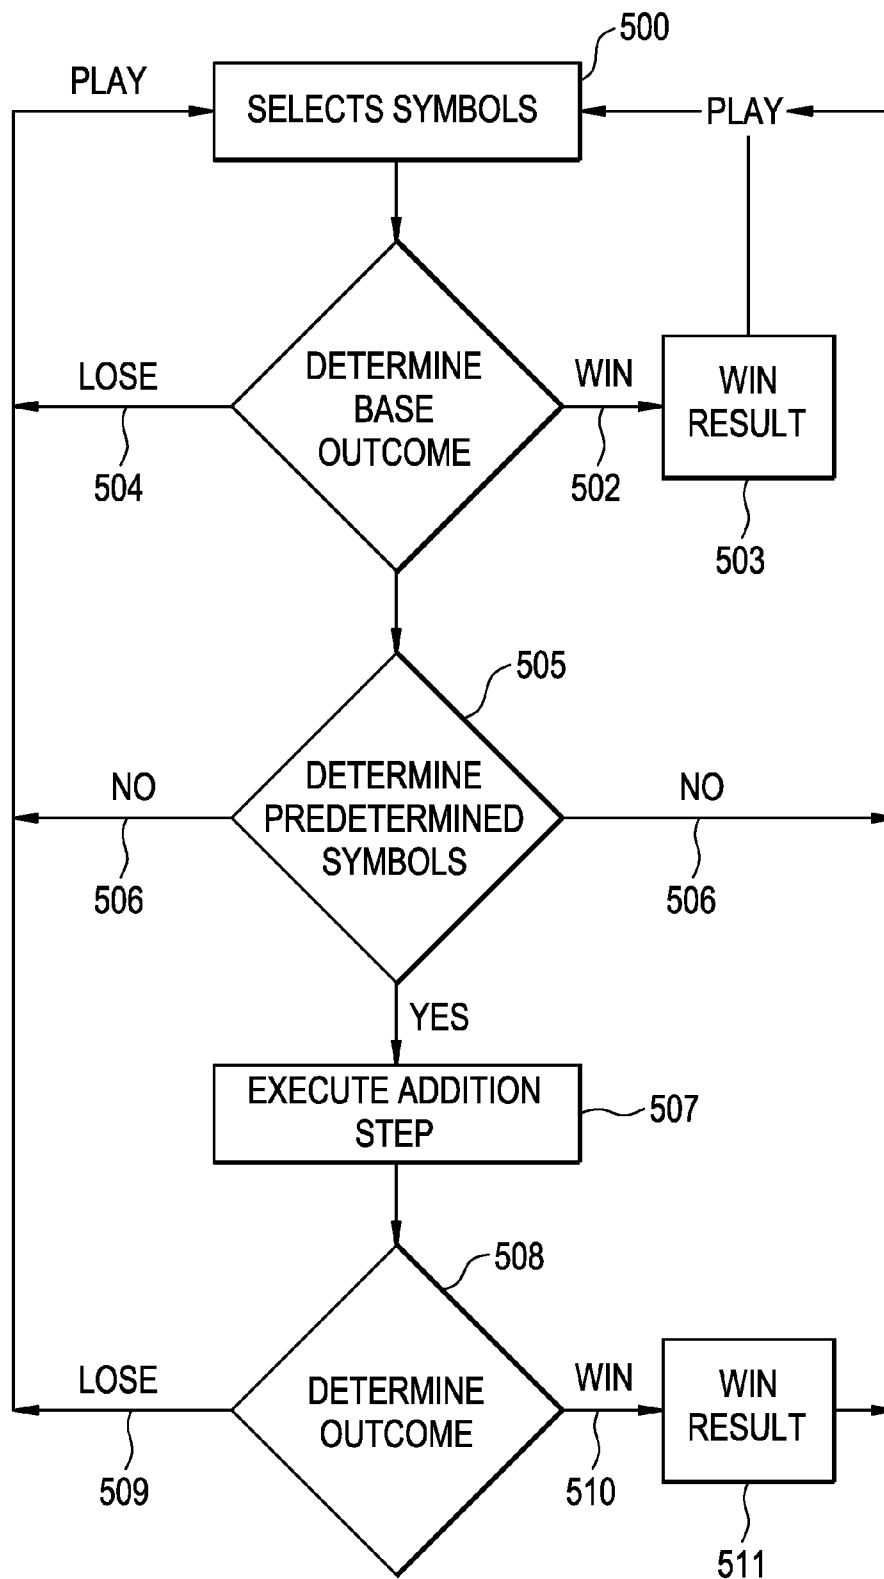 500
PLAY
SELECTS SYMBOLS
PLAY
LOSE
DETERMINE
BASE
OUTCOME
WIN
WIN
RESULT
504
502
503
505
NO
DETERMINE
PREDETERMINED
SYMBOLS
NO
506
506
YES
EXECUTE ADDITION
STEP
507
508
LOSE
DETERMINE
OUTCOME
WIN
WIN
RESULT
509
510
511